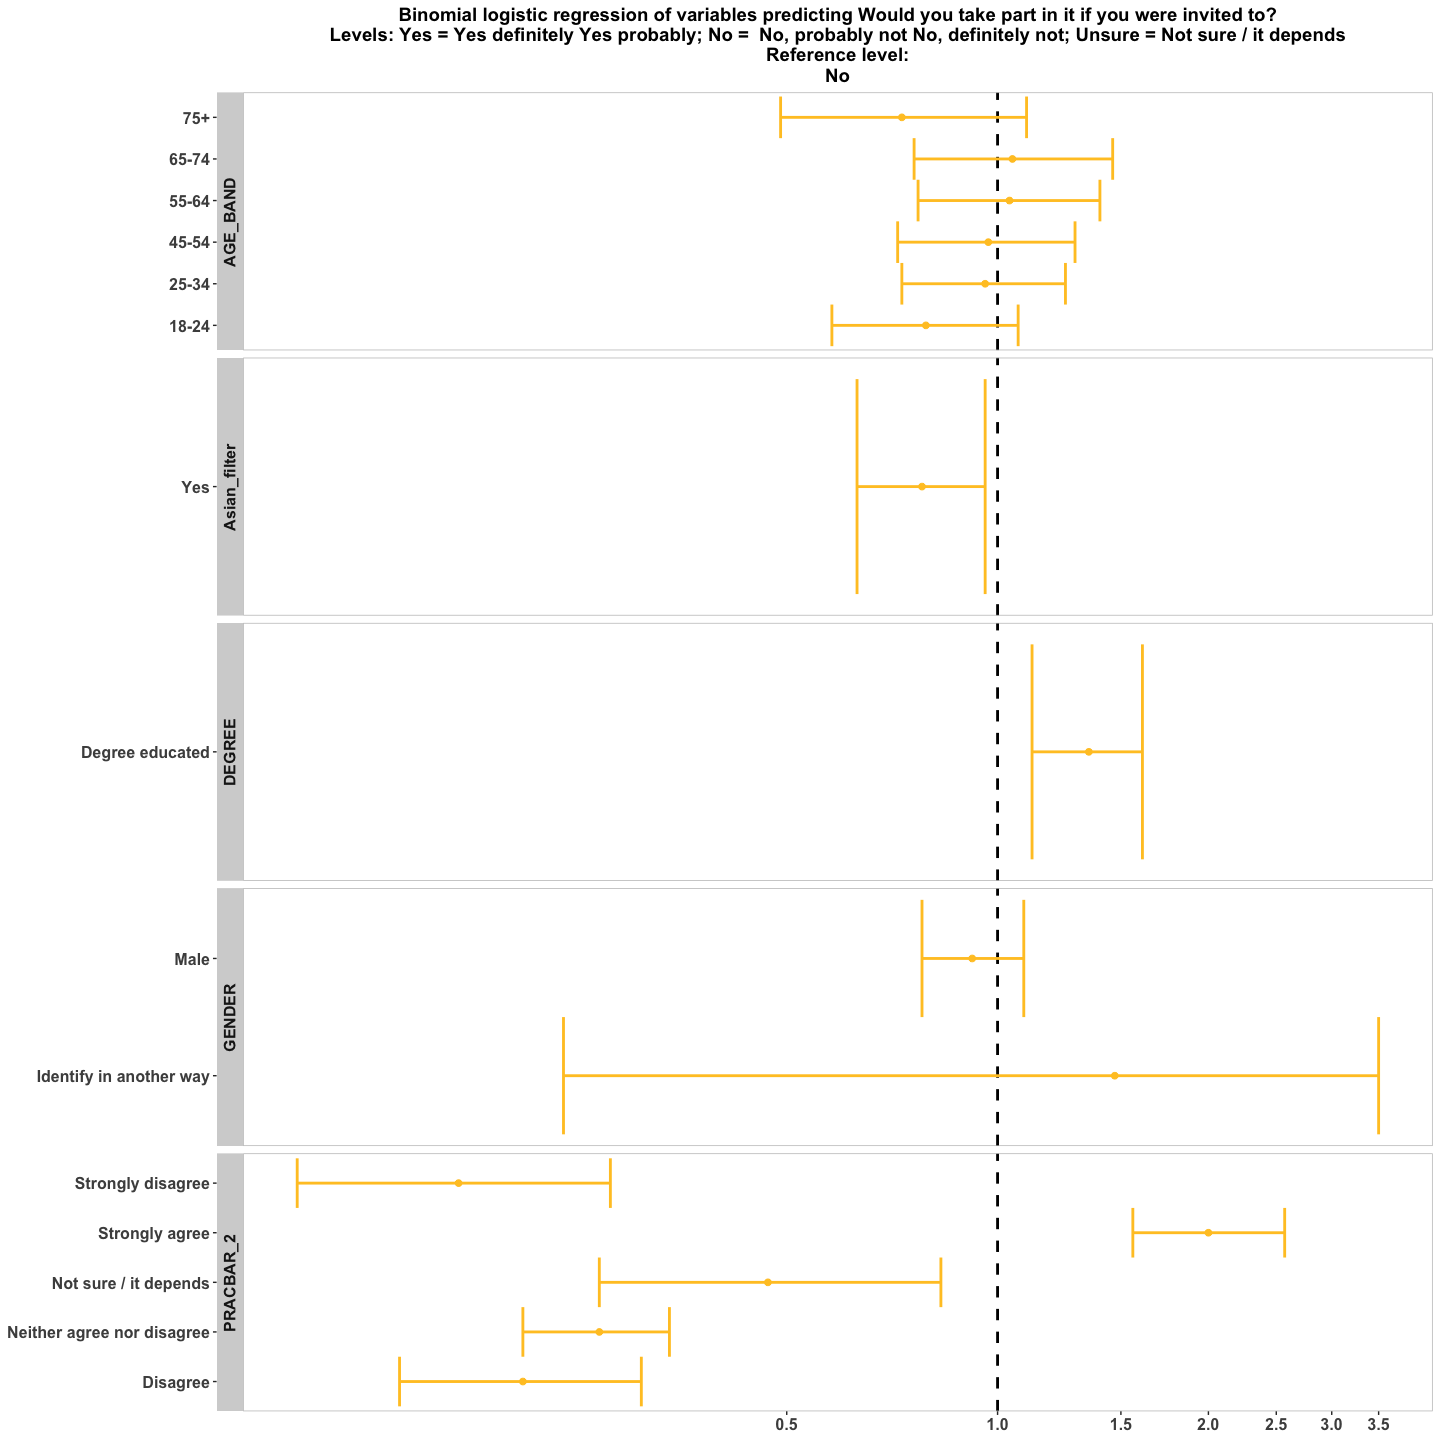 Binomial logistic regression of variables predicting Would you take part in it if you were invited to?
Levels: Yes = Yes definitely Yes probably; No =  No, probably not No, definitely not; Unsure = Not sure / it depends
Reference level:
No
AGE_BAND
75+
65-74
55-64
45-54
25-34
18-24
Asian_filter
Yes
DEGREE
Degree educated
GENDER
Male
Identify in another way
PRACBAR_2
Strongly disagree
Strongly agree
Not sure / it depends
Neither agree nor disagree
Disagree
0.5 1.0 1.5 2.0 2.5 3.0 3.5